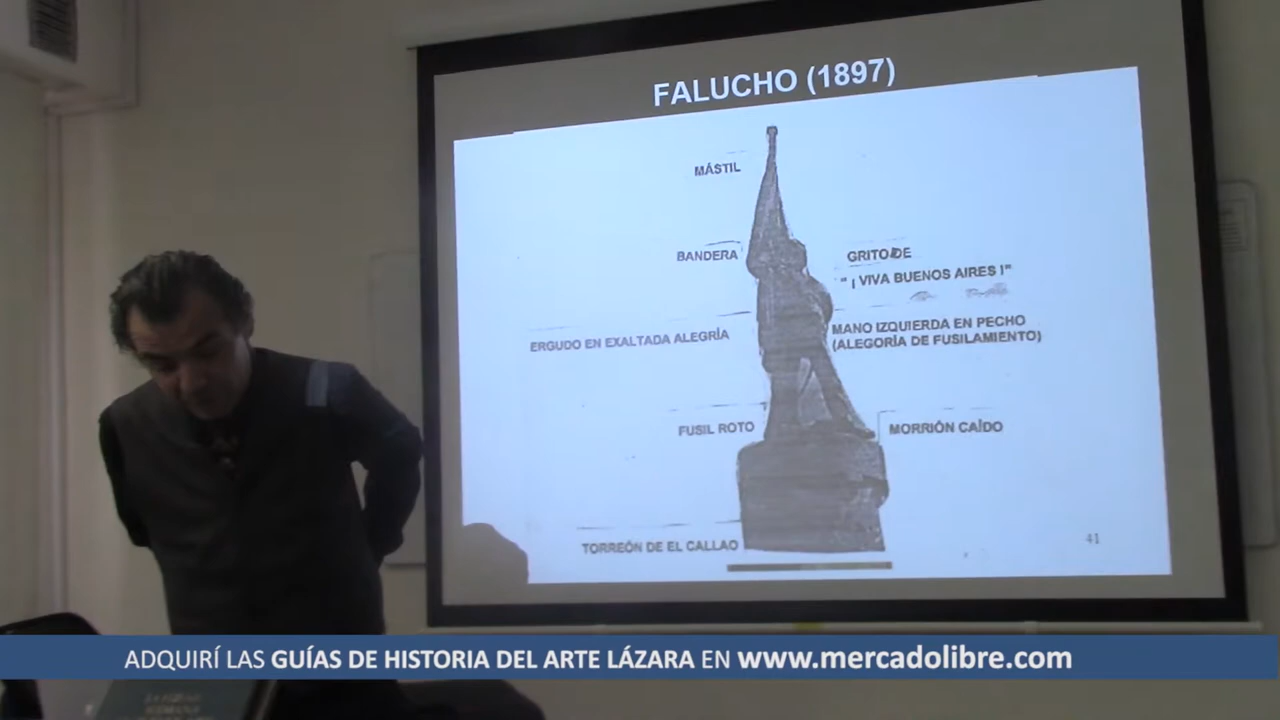 FALUCHO (1897)
MÁSTIL
BANDERA
GRITO DE
" ¡ VIVA BUENOS AIRES !"
ERGUDO EN EXALTADA ALEGRÍA
MANO IZQUIERDA EN PECHO
(ALEGORÍA DE FUSILAMIENTO)
FUSIL ROTO
MORRIÓN CAÍDO
TORREÓN DE EL CALLAO
41
ADQUIRÍ LAS GUÍAS DE HISTORIA DEL ARTE LÁZARA EN www.mercadolibre.com